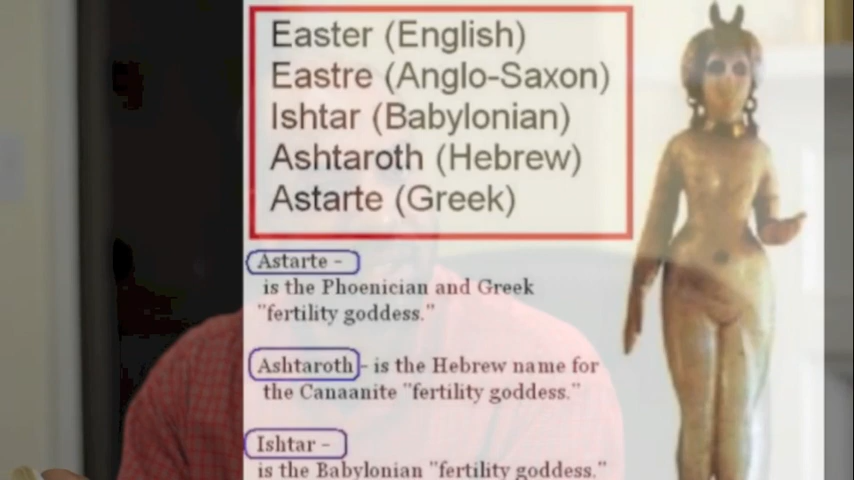 Easter (English)
Eastre (Anglo-Saxon)
Ishtar (Babylonian)
Ashtaroth (Hebrew)
Astarte (Greek)
Astarte -
is the Phoenician and Greek
"fertility goddess."
Ashtaroth - is the Hebrew name for
the Canaanite "fertility goddess."
Ishtar -
is the Babylonian "fertility goddess."